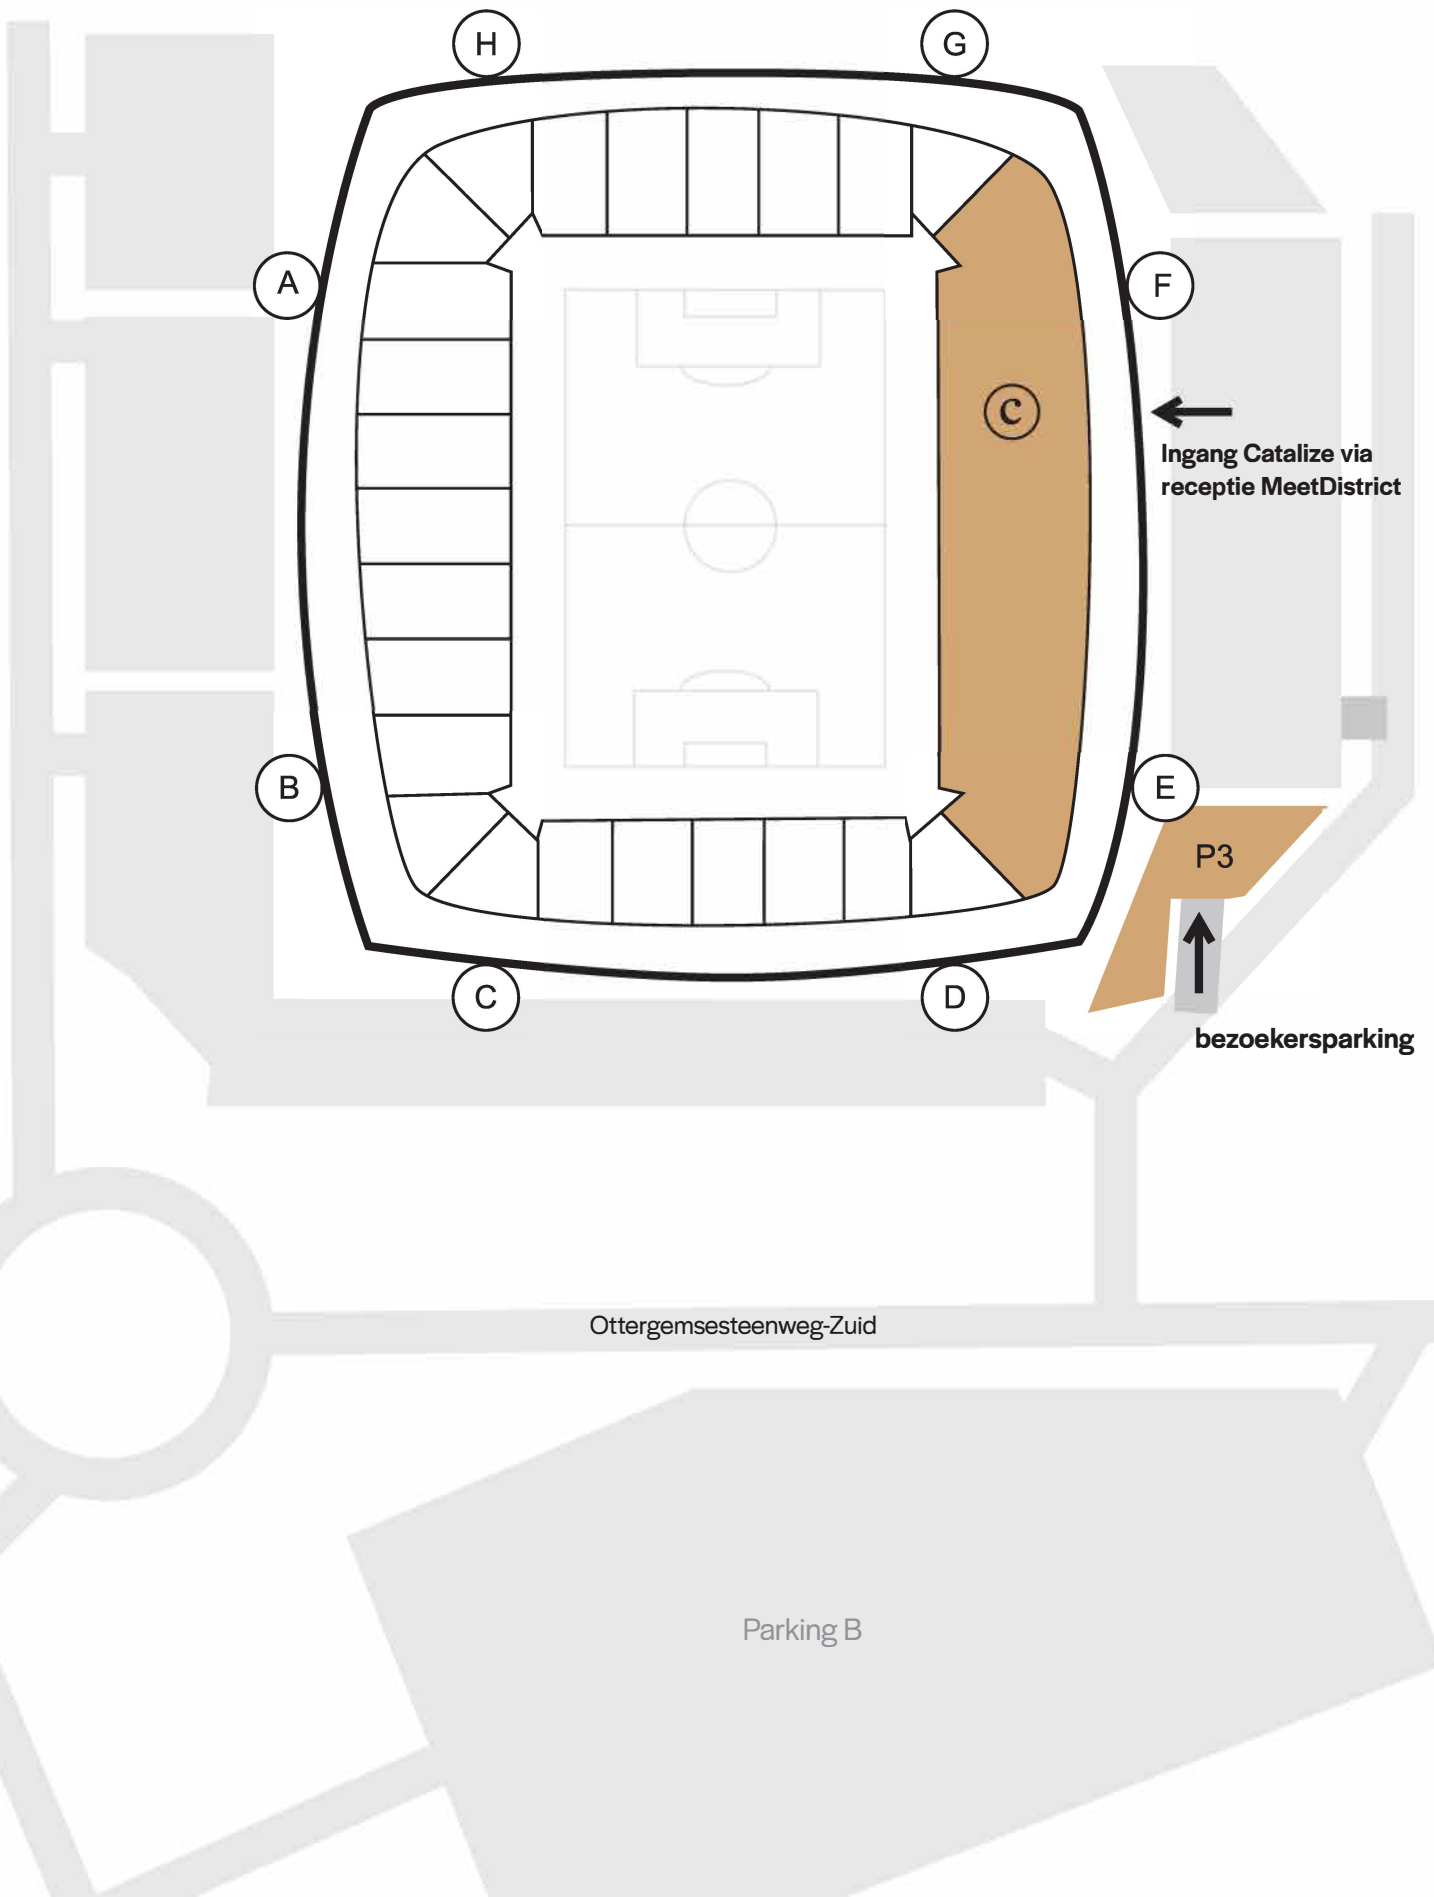 H
G
A
F
C
Ingang Catalize via
receptie MeetDistrict
B
E
P3
C
D
bezoekersparking
Ottergemsesteenweg-Zuid
Parking B